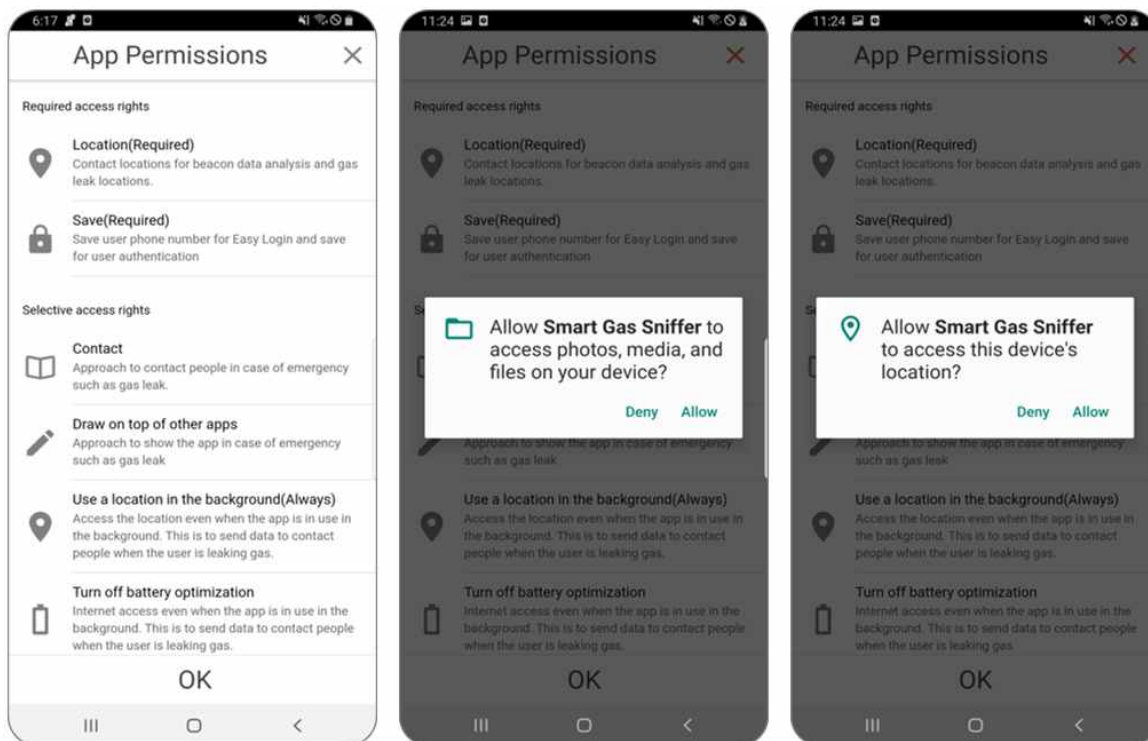 6:17
App Permissions
Required access rights
Location(Required)
Contact locations for beacon data analysis and gas
leak locations.
Save(Required)
Save user phone number for Easy Login and save
for user authentication
Selective access rights
Contact
Approach to contact people in case of emergency
such as gas leak.
Draw on top of other apps
Approach to show the app in case of emergency
such as gas leak
Use a location in the background(Always)
Access the location even when the app is in use in
the background. This is to send data to contact
people when the user is leaking gas.
Turn off battery optimization
Internet access even when the app is in use in the
background. This is to send data to contact people
when the user is leaking gas.
OK
11:24
App Permissions
Required access rights
Location(Required)
Contact locations for beacon data analysis and gas
leak locations.
Save(Required)
Save user phone number for Easy Login and save
for user authentication
Allow Smart Gas Sniffer to
access photos, media, and
files on your device?
Deny Allow
Approach to show the app in case of emergency
such as gas leak
Use a location in the background(Always)
Access the location even when the app is in use in
the background. This is to send data to contact
people when the user is leaking gas.
Turn off battery optimization
Internet access even when the app is in use in the
background. This is to send data to contact people
when the user is leaking gas.
OK
11:24
App Permissions
Required access rights
Location(Required)
Contact locations for beacon data analysis and gas
leak locations.
Save(Required)
Save user phone number for Easy Login and save
for user authentication
Allow Smart Gas Sniffer
to access this device's
location?
Deny Allow
Approach to show the app in case of emergency
such as gas leak
Use a location in the background(Always)
Access the location even when the app is in use in
the background. This is to send data to contact
people when the user is leaking gas.
Turn off battery optimization
Internet access even when the app is in use in the
background. This is to send data to contact people
when the user is leaking gas.
OK